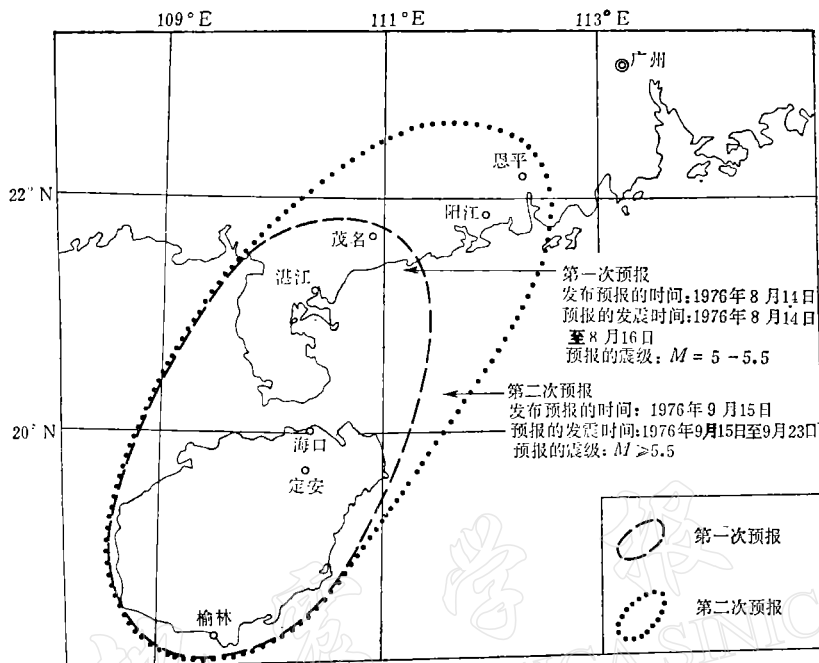 109°E
111°E
113°E
广州
恩平
22°N
阳江
茂名
湛江
第一次预报
发布预报的时间：1976年8月14日
预报的发震时间：1976年8月14日
至8月16日
预报的震级：M＝5－5.5
第二次预报
发布预报的时间：1976年9月15日
20°N
海口
预报的发震时间：1976年9月15日至9月23日
预报的震级：M≥5.5
定安
第一次预报
第二次预报
榆林
学报
SINIC